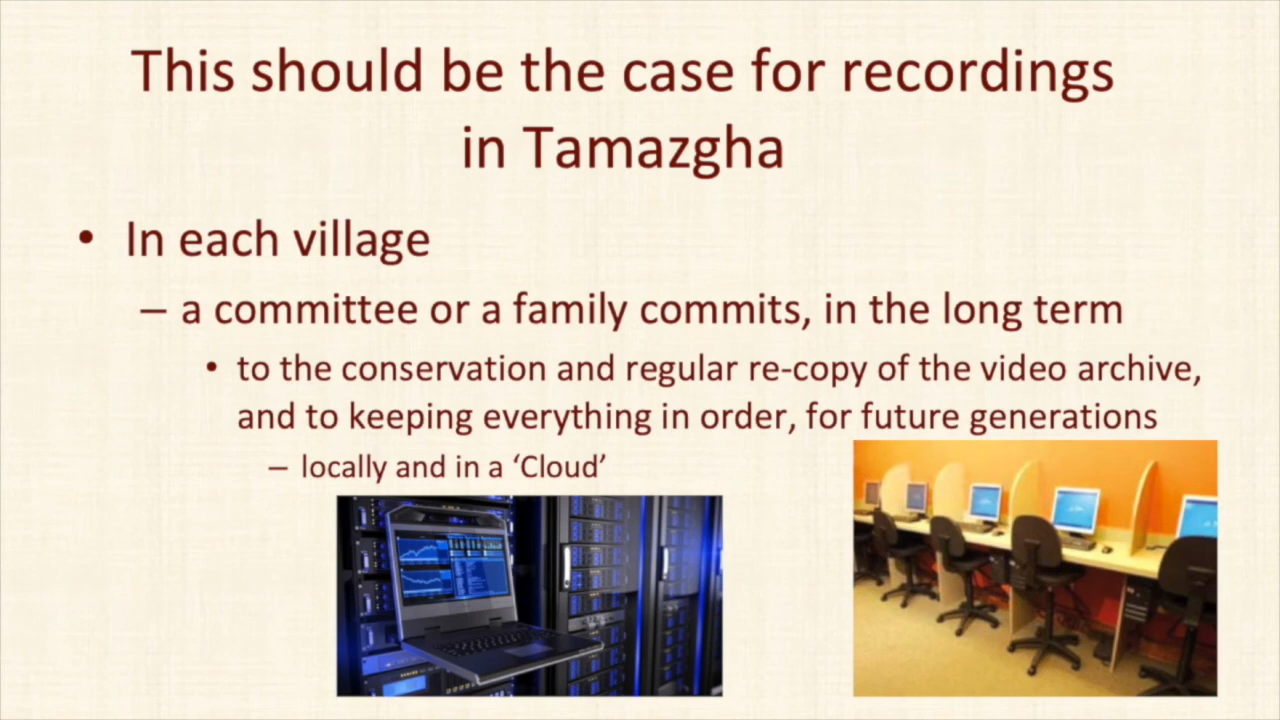 This should be the case for recordings
in Tamazgha
• In each village
– a committee or a family commits, in the long term
• to the conservation and regular re-copy of the video archive,
and to keeping everything in order, for future generations
– locally and in a ‘Cloud’